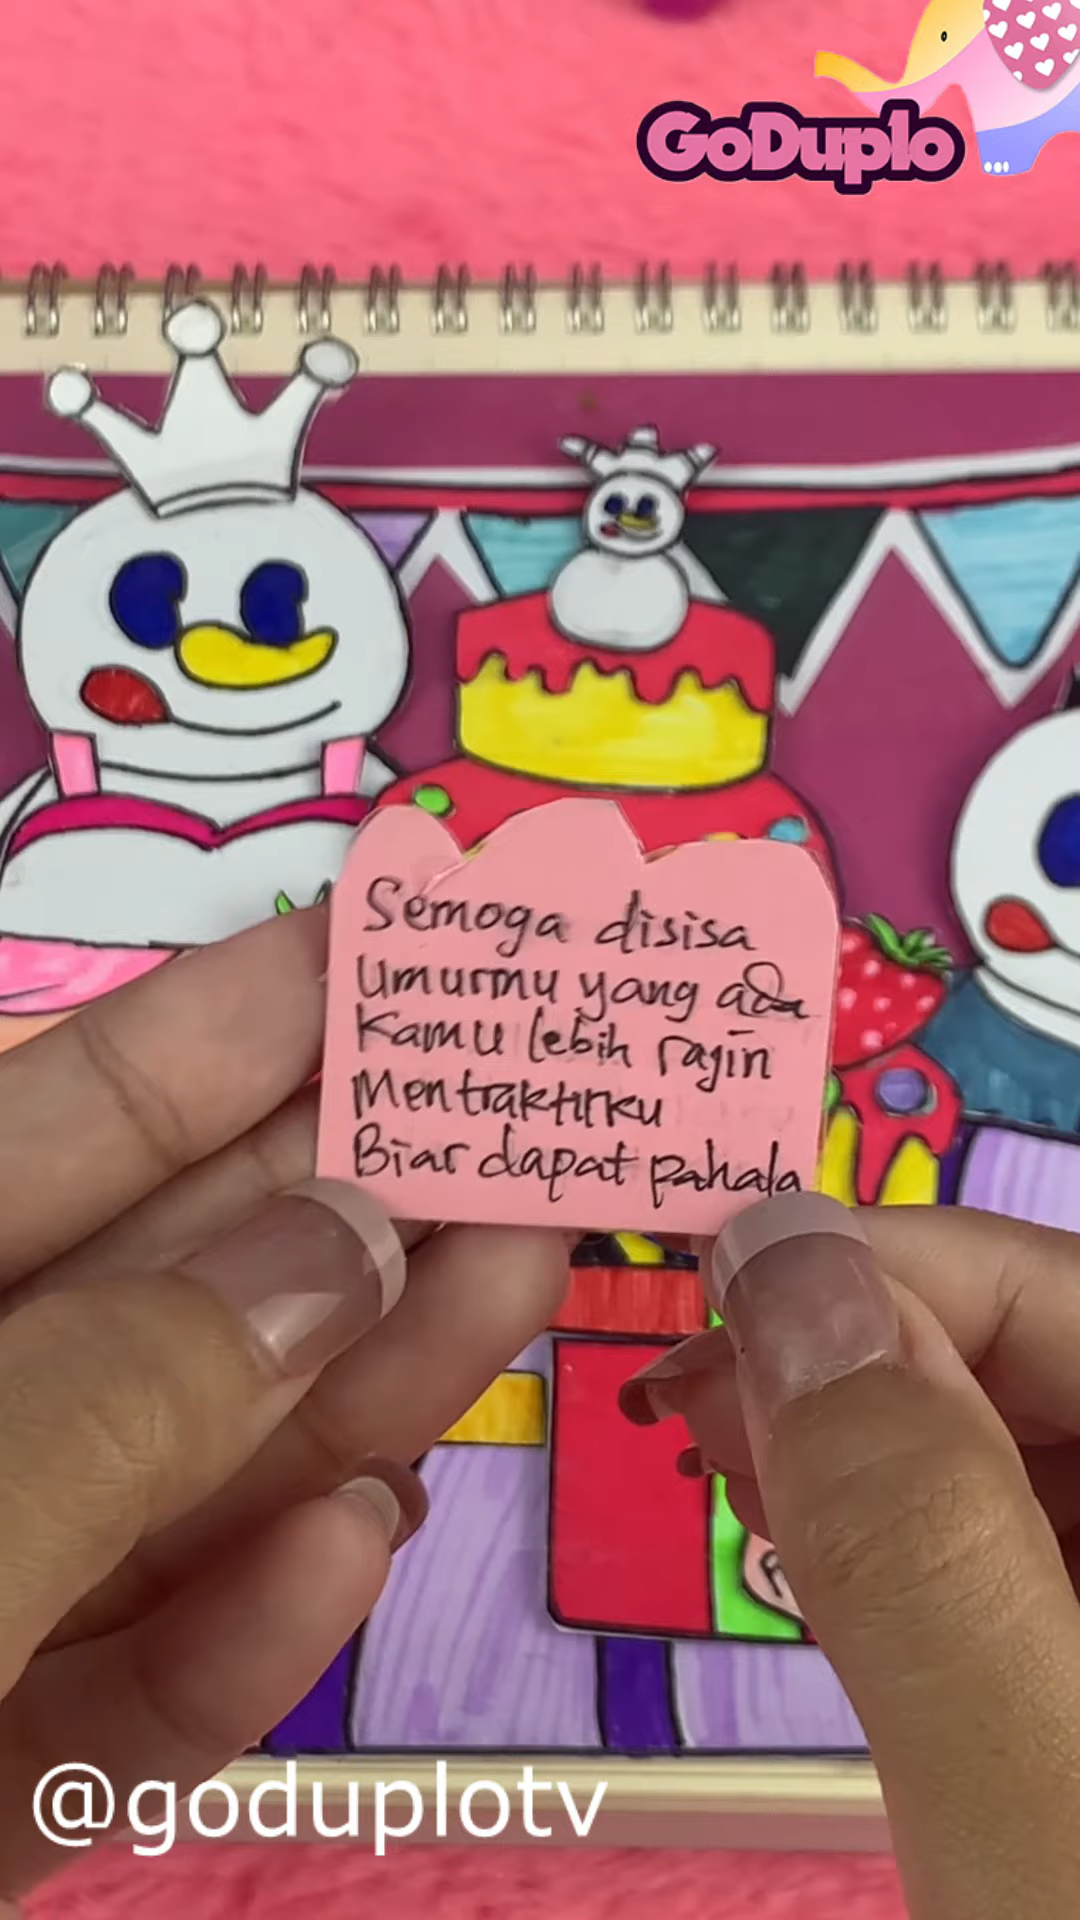 GoDuplo
Semoga disisa
Umurmu yang ada
Kamu lebih rajin
Mentraktirku
Biar dapat pahala
@goduplotv